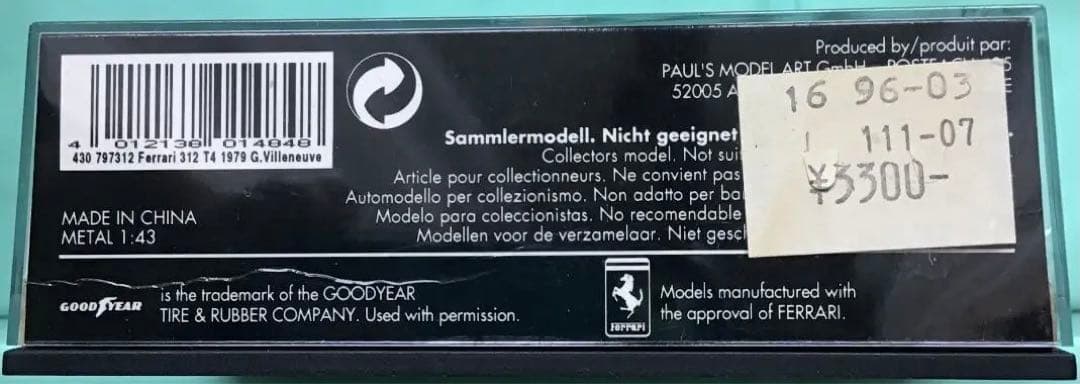 4 012138 014848
430 797312 Ferrari 312 T4 1979 G.Villeneuve
MADE IN CHINA
METAL 1:43
Produced by/produit par:
PAUL'S MODEL ART GmbH
52005 A
Sammlermodell. Nicht geeignet
Collectors model. Not sui
Article pour collectionneurs. Ne convient pas
Automodello per collezionismo. Non adatto per ba
Modelo para coleccionistas. No recomendable
Modellen voor de verzamelaar. Niet gesch
16 96-03
1 111-07
¥3300-
GOODYEAR is the trademark of the GOODYEAR
TIRE & RUBBER COMPANY. Used with permission.
Ferrari
Models manufactured with
the approval of FERRARI.